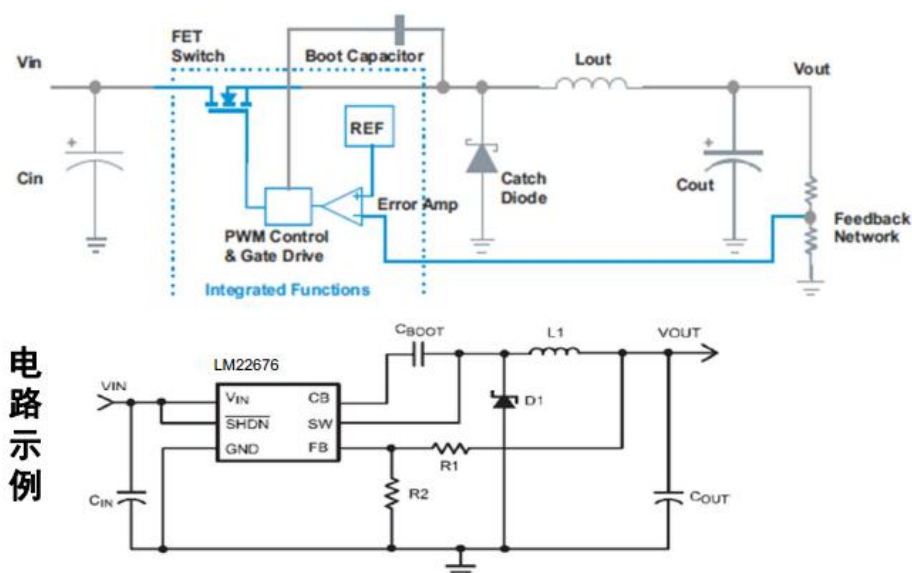 FET
Switch
Boot Capacitor
Vin
Lout
Vout
REF
+
Cin
+
-
Error Amp
Catch
Diode
+
Cout
PWM Control
& Gate Drive
Feedback
Network
Integrated Functions
电路示例
CBOOT
L1
VOUT
LM22676
VIN
VIN
CB
SHDN
SW
D1
GND
FB
R1
R2
CIN
COUT